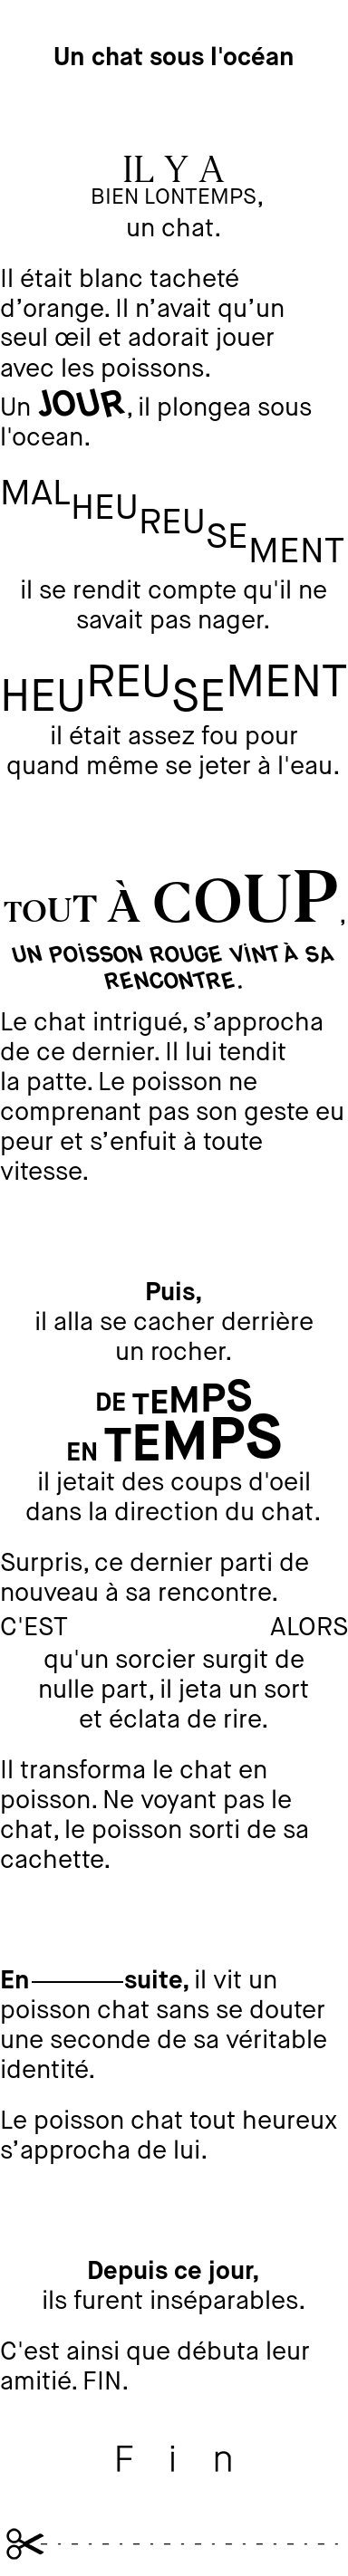 Un chat sous l'océan
IL Y A
BIEN LONTEMPS,
un chat.
Il était blanc tacheté
d’orange. Il n’avait qu’un
seul œil et adorait jouer
avec les poissons.
Un JOUR, il plongea sous
l'ocean.
MALHEUREUSEMENT
il se rendit compte qu'il ne
savait pas nager.
HEUREUSEMENT
il était assez fou pour
quand même se jeter à l'eau.
TOUT À COUP,
UN POISSON ROUGE VINT À SA
RENCONTRE.
Le chat intrigué, s’approcha
de ce dernier. Il lui tendit
la patte. Le poisson ne
comprenant pas son geste eu
peur et s’enfuit à toute
vitesse.
Puis,
il alla se cacher derrière
un rocher.
DE TEMPS
EN TEMPS
il jetait des coups d'oeil
dans la direction du chat.
Surpris, ce dernier parti de
nouveau à sa rencontre.
C'EST ALORS
qu'un sorcier surgit de
nulle part, il jeta un sort
et éclata de rire.
Il transforma le chat en
poisson. Ne voyant pas le
chat, le poisson sorti de sa
cachette.
En———suite, il vit un
poisson chat sans se douter
une seconde de sa véritable
identité.
Le poisson chat tout heureux
s’approcha de lui.
Depuis ce jour,
ils furent inséparables.
C'est ainsi que débuta leur
amitié. FIN.
F i n